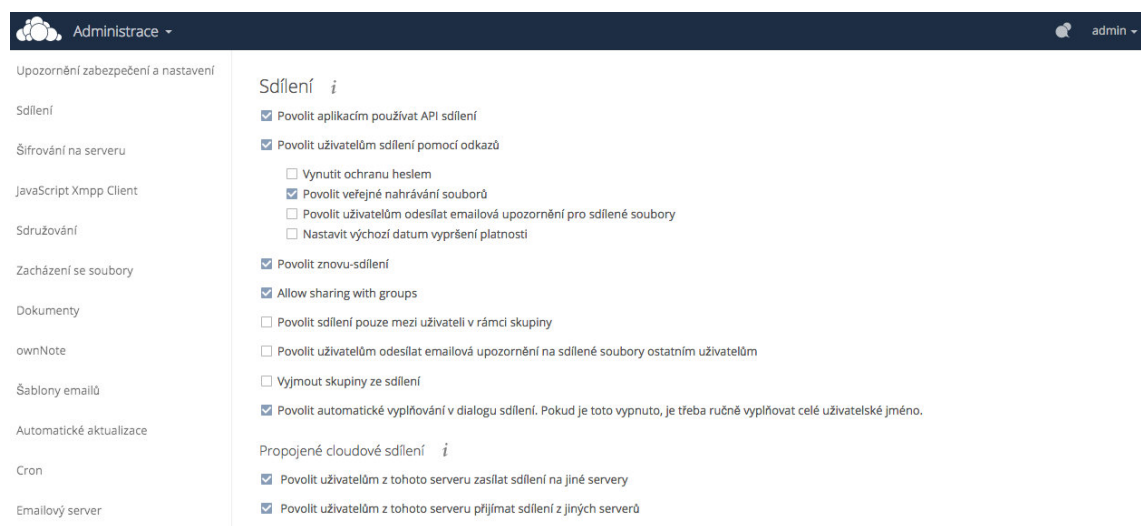 Administrace
admin
Upozornění zabezpečení a nastavení
Sdílení
Šifrování na serveru
JavaScript Xmpp Client
Sdružování
Zacházení se soubory
Dokumenty
ownNote
Šablony emailů
Automatické aktualizace
Cron
Emailový server
Sdílení i
Povolit aplikacím používat API sdílení
Povolit uživatelům sdílení pomocí odkazů
Vynutit ochranu heslem
Povolit veřejné nahrávání souborů
Povolit uživatelům odesílat emailová upozornění pro sdílené soubory
Nastavit výchozí datum vypršení platnosti
Povolit znovu-sdílení
Allow sharing with groups
Povolit sdílení pouze mezi uživateli v rámci skupiny
Povolit uživatelům odesílat emailová upozornění na sdílené soubory ostatním uživatelům
Vyjmout skupiny ze sdílení
Povolit automatické vyplňování v dialogu sdílení. Pokud je toto vypnuto, je třeba ručně vyplňovat celé uživatelské jméno.
Propojené cloudové sdílení i
Povolit uživatelům z tohoto serveru zasílat sdílení na jiné servery
Povolit uživatelům z tohoto serveru přijímat sdílení z jiných serverů